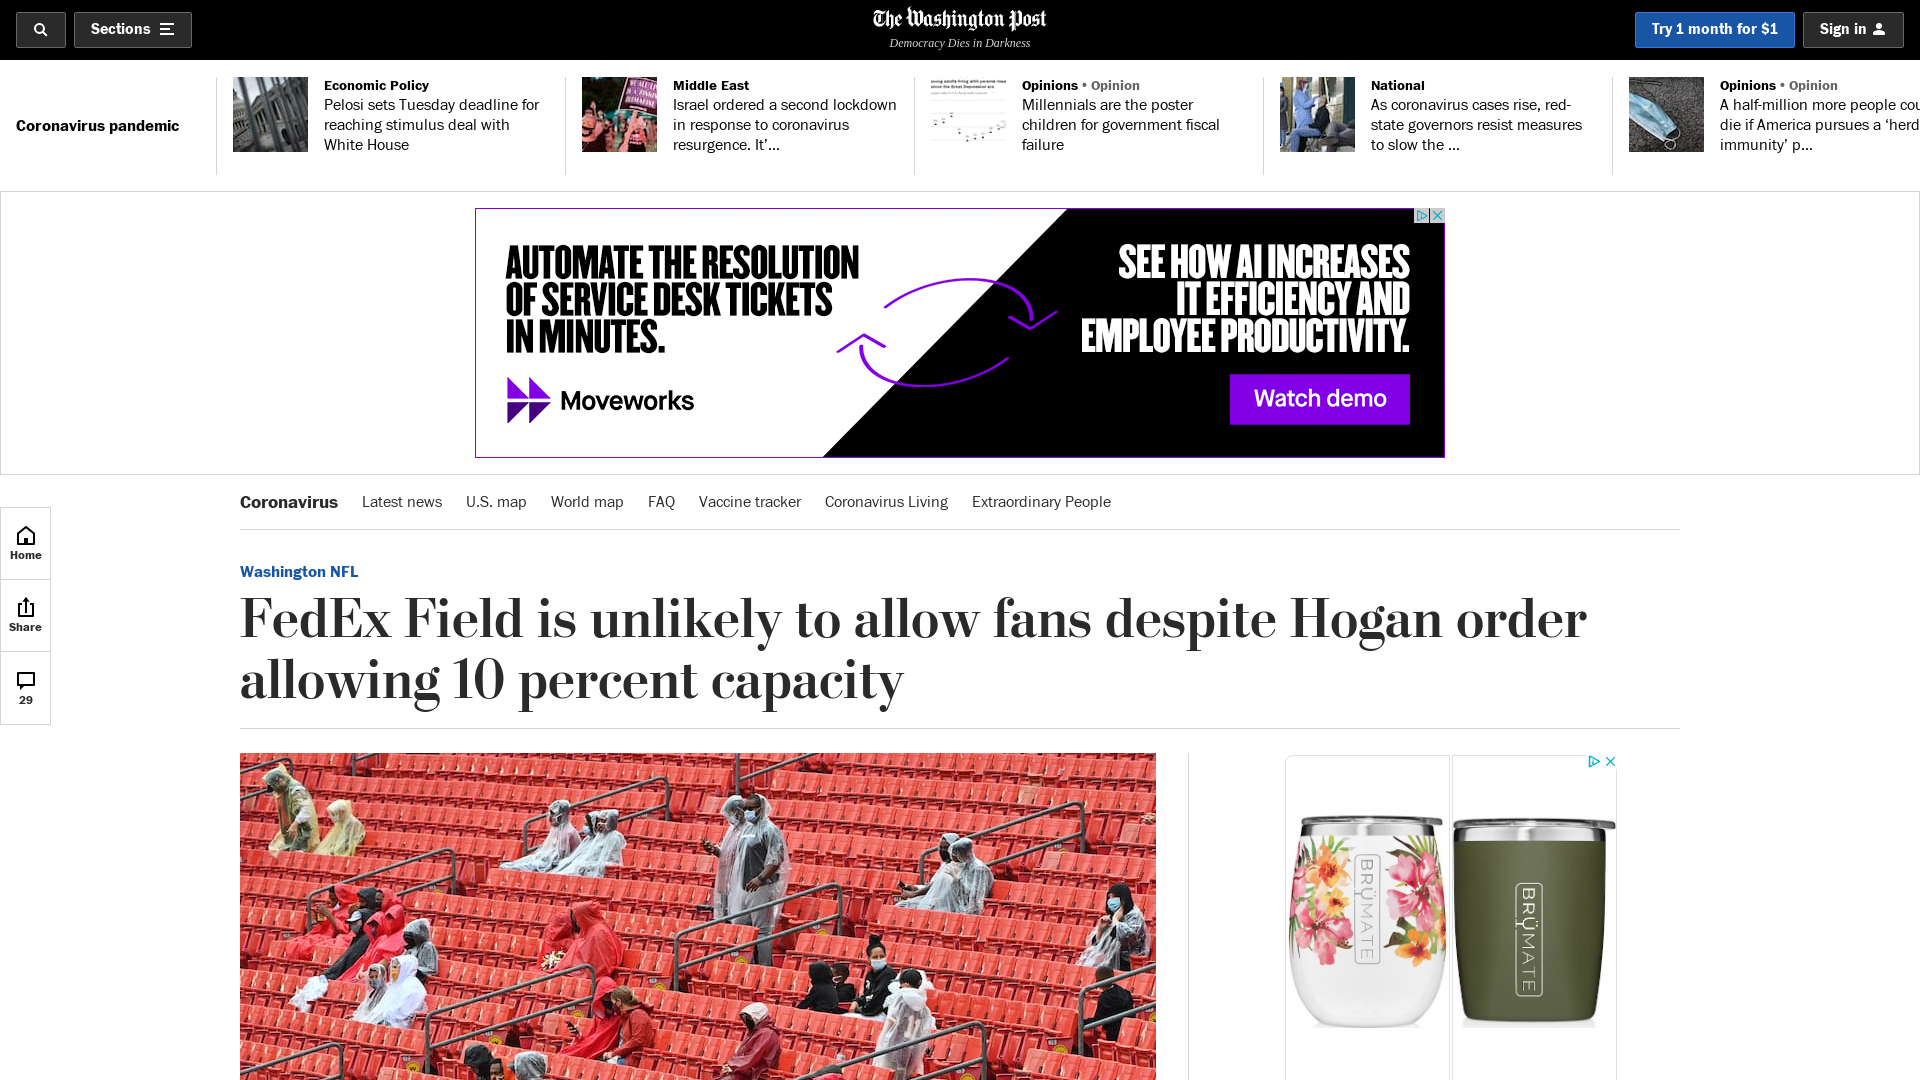 Sections
The Washington Post
Democracy Dies in Darkness
Try 1 month for $1
Sign in
Coronavirus pandemic
Economic Policy
Pelosi sets Tuesday deadline for
reaching stimulus deal with
White House
Middle East
Israel ordered a second lockdown
in response to coronavirus
resurgence. It’...
Opinions • Opinion
Millennials are the poster
children for government fiscal
failure
National
As coronavirus cases rise, red-
state governors resist measures
to slow the ...
Opinions • Opinion
A half-million more people cou
die if America pursues a ‘herd
immunity’ p...
AUTOMATE THE RESOLUTION
OF SERVICE DESK TICKETS
IN MINUTES.
Moveworks
SEE HOW AI INCREASES
IT EFFICIENCY AND
EMPLOYEE PRODUCTIVITY.
Watch demo
Coronavirus
Latest news
U.S. map
World map
FAQ
Vaccine tracker
Coronavirus Living
Extraordinary People
Home
Share
29
Washington NFL
FedEx Field is unlikely to allow fans despite Hogan order
allowing 10 percent capacity
BRÜMATE
BRÜMATE